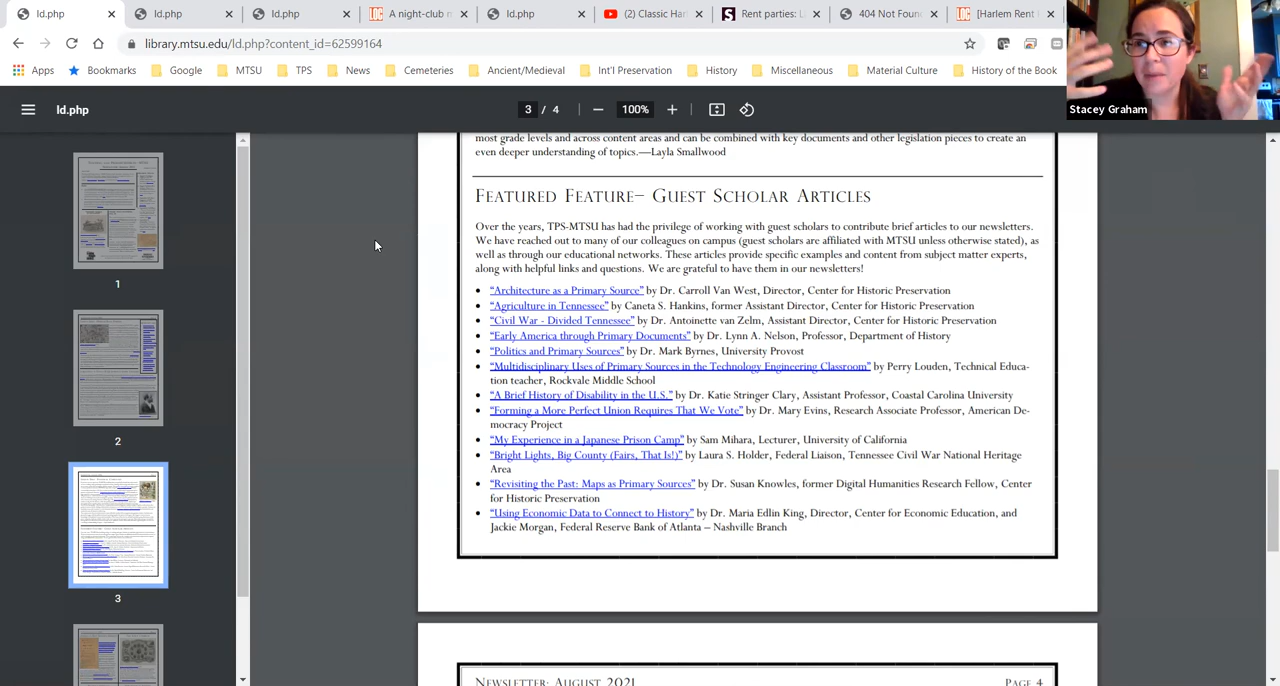 ld.php
ld.php
ld.php
A night-club m
ld.php
(2) Classic Har
Rent parties: L
404 Not Foun
[Harlem Rent
library.mtsu.edu/ld.php?content_id=62599164
Apps
Bookmarks
Google
MTSU
TPS
News
Cemeteries
Ancient/Medieval
Int'l Preservation
History
Miscellaneous
Material Culture
History of the Book
Stacey Graham
ld.php
3 / 4
100%
1
2
3
most grade levels and across content areas and can be combined with key documents and other legislation pieces to create an
even deeper understanding of topics.—Layla Smallwood
Featured Feature– Guest Scholar Articles
Over the years, TPS-MTSU has had the privilege of working with guest scholars to contribute brief articles to our newsletters.
We have reached out to many of our colleagues on campus (guest scholars are affiliated with MTSU unless otherwise stated), as
well as through our educational networks. These articles provide specific examples and content from subject matter experts,
along with helpful links and questions. We are grateful to have them in our newsletters!
• “Architecture as a Primary Source” by Dr. Carroll Van West, Director, Center for Historic Preservation
• “Agriculture in Tennessee” by Caneta S. Hankins, former Assistant Director, Center for Historic Preservation
• “Civil War - Divided Tennessee” by Dr. Antoinette van Zelm, Assistant Director, Center for Historic Preservation
• “Early America through Primary Documents” by Dr. Lynn A. Nelson, Professor, Department of History
• “Politics and Primary Sources” by Dr. Mark Byrnes, University Provost
• “Multidisciplinary Uses of Primary Sources in the Technology Engineering Classroom” by Perry Louden, Technical Educa-
tion teacher, Rockvale Middle School
• “A Brief History of Disability in the U.S.” by Dr. Katie Stringer Clary, Assistant Professor, Coastal Carolina University
• “Forming a More Perfect Union Requires That We Vote” by Dr. Mary Evins, Research Associate Professor, American De-
mocracy Project
• “My Experience in a Japanese Prison Camp” by Sam Mihara, Lecturer, University of California
• “Bright Lights, Big County (Fairs, That Is!)” by Laura S. Holder, Federal Liaison, Tennessee Civil War National Heritage
Area
• “Revisiting the Past: Maps as Primary Sources” by Dr. Susan Knowles, former Digital Humanities Research Fellow, Center
for Historic Preservation
• “Using Economic Data to Connect to History” by Dr. Maria Edlin King, Director, Center for Economic Education, and
Jackie Morgan, Federal Reserve Bank of Atlanta – Nashville Branch
Newsletter: August 2021
Page 4